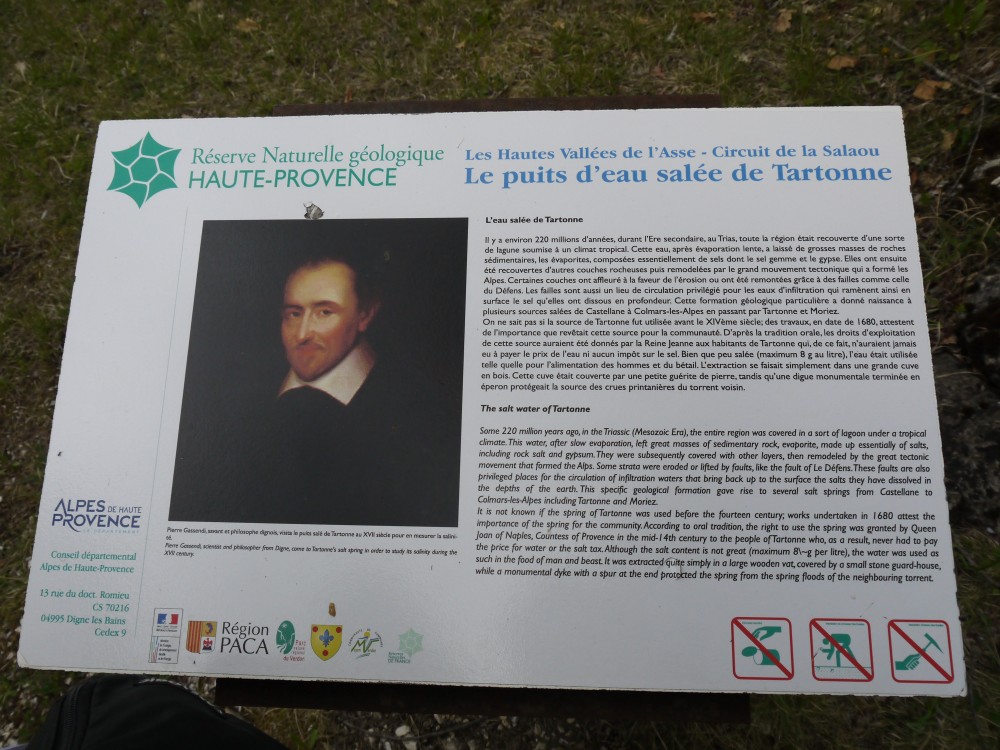 Réserve Naturelle géologique
HAUTE-PROVENCE
Les Hautes Vallées de l'Asse - Circuit de la Salaou
Le puits d'eau salée de Tartonne
L'eau salée de Tartonne
Il y a environ 220 millions d'années, durant l'Ere secondaire, au Trias, toute la région était recouverte d'une sorte
de lagune soumise à un climat tropical. Cette eau, après évaporation lente, a laissé de grosses masses de roches
sédimentaires, les évaporites, composées essentiellement de sels dont le sel gemme et le gypse. Elles ont ensuite
été recouvertes d'autres couches rocheuses puis remodelées par le grand mouvement tectonique qui a formé les
Alpes. Certaines couches ont affleuré à la faveur de l'érosion ou ont été remontées grâce à des failles comme celle
du Défens. Les failles sont aussi un lieu de circulation privilégié pour les eaux d'infiltration qui ramènent ainsi en
surface le sel qu'elles ont dissous en profondeur. Cette formation géologique particulière a donné naissance à
plusieurs sources salées de Castellane à Colmars-les-Alpes en passant par Tartonne et Moriez.
On ne sait pas si la source de Tartonne fut utilisée avant le XIVème siècle; des travaux, en date de 1680, attestent
de l'importance que revêtait cette source pour la communauté. D'après la tradition orale, les droits d'exploitation
de cette source auraient été donnés par la Reine Jeanne aux habitants de Tartonne qui, de ce fait, n'auraient jamais
eu à payer le prix de l'eau ni aucun impôt sur le sel. Bien que peu salée (maximum 8 g au litre), l'eau était utilisée
telle quelle pour l'alimentation des hommes et du bétail. L'extraction se faisait simplement dans une grande cuve
en bois. Cette cuve était couverte par une petite guérite de pierre, tandis qu'une digue monumentale terminée en
éperon protégeait la source des crues printanières du torrent voisin.
The salt water of Tartonne
Some 220 million years ago, in the Triassic (Mesozoic Era), the entire region was covered in a sort of lagoon under a tropical
climate. This water, after slow evaporation, left great masses of sedimentary rock, evaporite, made up essentially of salts,
including rock salt and gypsum. They were subsequently covered with other layers, then remodeled by the great tectonic
movement that formed the Alps. Some strata were eroded or lifted by faults, like the fault of Le Défens. These faults are also
privileged places for the circulation of infiltration waters that bring back up to the surface the salts they have dissolved in
the depths of the earth. This specific geological formation gave rise to several salt springs from Castellane to
Colmars-les-Alpes including Tartonne and Moriez.
It is not known if the spring of Tartonne was used before the fourteen century; works undertaken in 1680 attest the
importance of the spring for the community. According to oral tradition, the right to use the spring was granted by Queen
Joan of Naples, Countess of Provence in the mid-14th century to the people of Tartonne who, as a result, never had to pay
the price for water or the salt tax. Although the salt content is not great (maximum 8\~g per litre), the water was used as
such in the food of man and beast. It was extracted quite simply in a large wooden vat, covered by a small stone guard-house,
while a monumental dyke with a spur at the end protected the spring from the spring floods of the neighbouring torrent.
Pierre Gassendi, savant et philosophe dignois, visita le puits salé de Tartonne au XVII siècle pour en mesurer la salini-
té.
Pierre Gassendi, scientist and philosopher from Digne, came to Tartonne's salt spring in order to study its salinity during the
XVII century.
ALPES DE HAUTE
PROVENCE
LE DÉPARTEMENT
Conseil départemental
Alpes de Haute-Provence
13 rue du doct. Romieu
CS 70216
04995 Digne les Bains
Cedex 9
Région
PACA
Parc
du Verdon